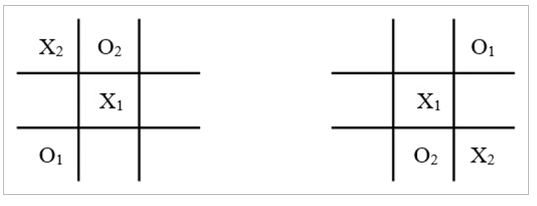 X₂ O₂ O₁
X₁ X₁
O₁ O₂ X₂